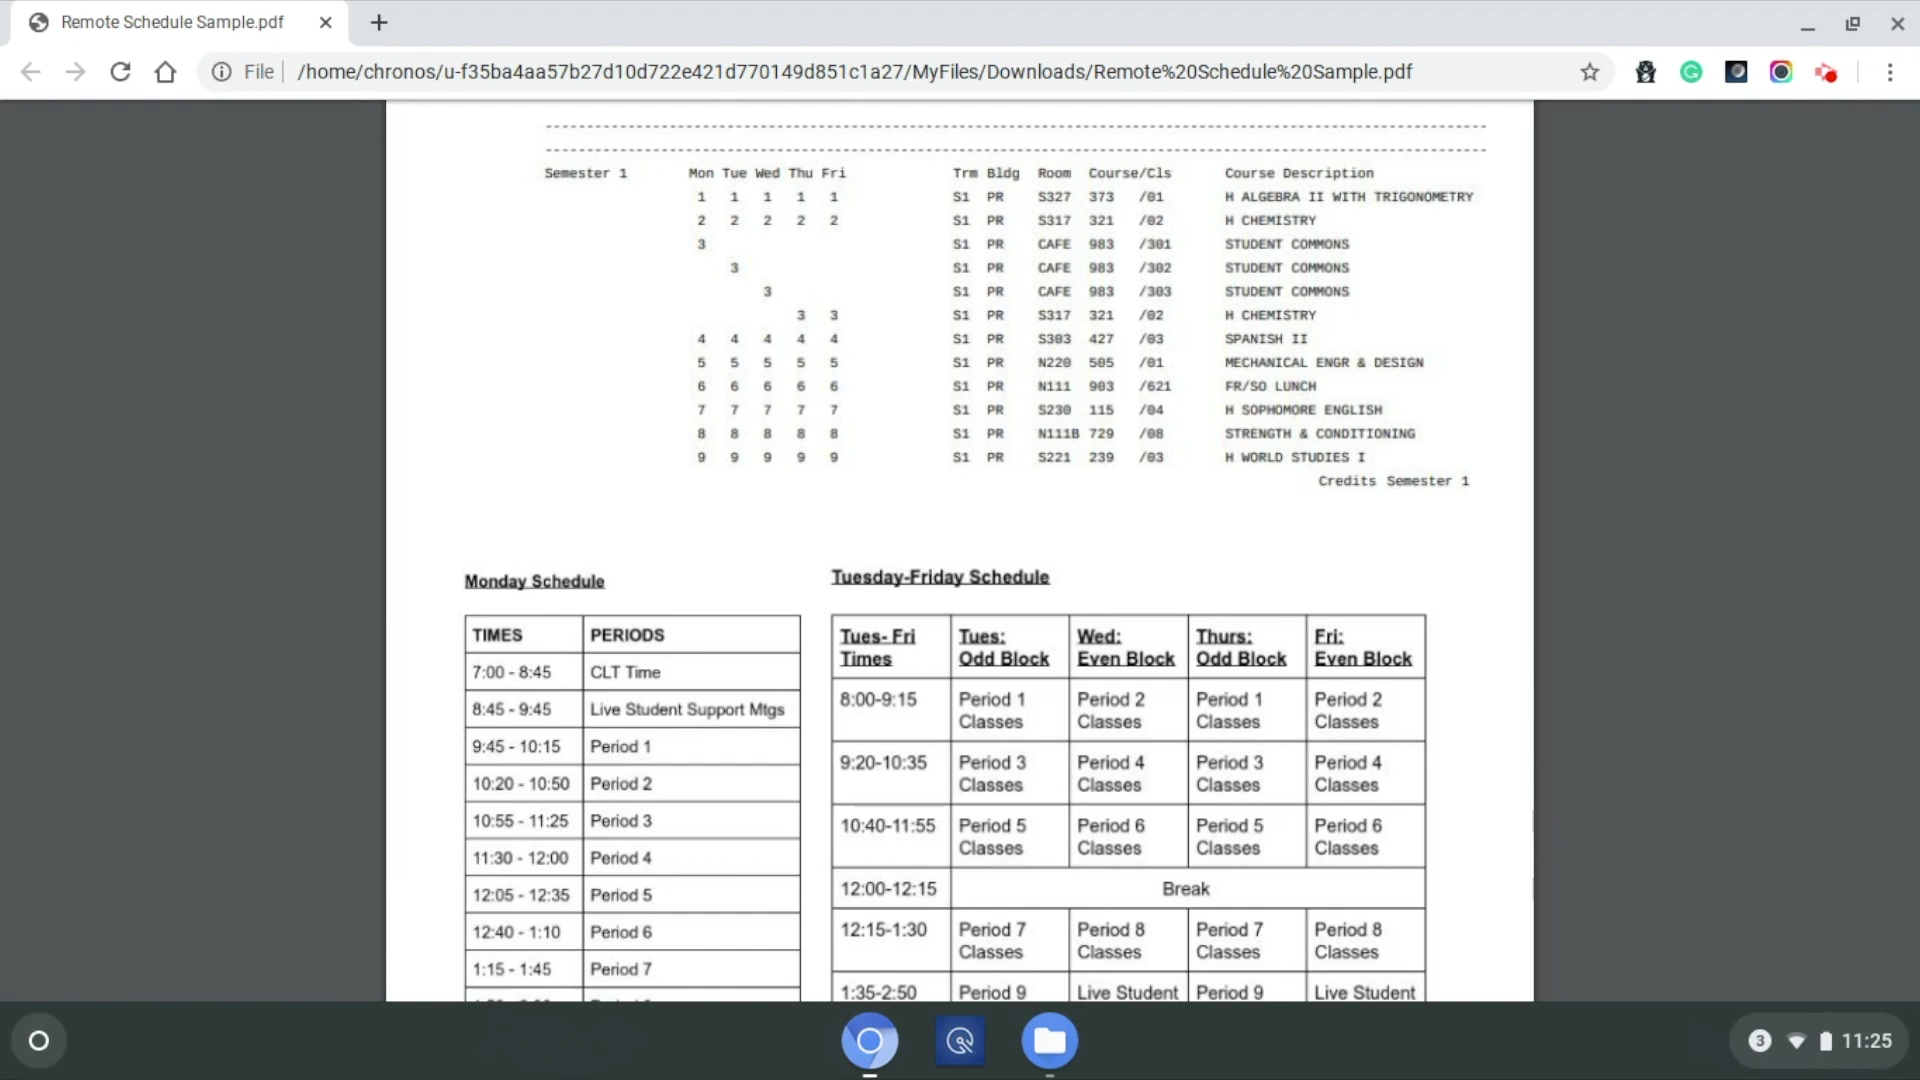 Remote Schedule Sample.pdf
File /home/chronos/u-f35ba4aa57b27d10d722e421d770149d851c1a27/MyFiles/Downloads/Remote%20Schedule%20Sample.pdf
Semester 1 Mon Tue Wed Thu Fri Trm Bldg Room Course/Cls Course Description
1 1 1 1 1 S1 PR S327 373 /01 H ALGEBRA II WITH TRIGONOMETRY
2 2 2 2 2 S1 PR S317 321 /02 H CHEMISTRY
3 S1 PR CAFE 983 /301 STUDENT COMMONS
3 S1 PR CAFE 983 /302 STUDENT COMMONS
3 S1 PR CAFE 983 /303 STUDENT COMMONS
3 3 S1 PR S317 321 /02 H CHEMISTRY
4 4 4 4 4 S1 PR S303 427 /03 SPANISH II
5 5 5 5 5 S1 PR N220 505 /01 MECHANICAL ENGR & DESIGN
6 6 6 6 6 S1 PR N111 903 /621 FR/SO LUNCH
7 7 7 7 7 S1 PR S230 115 /04 H SOPHOMORE ENGLISH
8 8 8 8 8 S1 PR N111B 729 /08 STRENGTH & CONDITIONING
9 9 9 9 9 S1 PR S221 239 /03 H WORLD STUDIES I
Credits Semester 1
Monday Schedule
TIMES PERIODS
7:00 - 8:45 CLT Time
8:45 - 9:45 Live Student Support Mtgs
9:45 - 10:15 Period 1
10:20 - 10:50 Period 2
10:55 - 11:25 Period 3
11:30 - 12:00 Period 4
12:05 - 12:35 Period 5
12:40 - 1:10 Period 6
1:15 - 1:45 Period 7
Tuesday-Friday Schedule
Tues- Fri Tues: Wed: Thurs: Fri:
Times Odd Block Even Block Odd Block Even Block
8:00-9:15 Period 1 Period 2 Period 1 Period 2
Classes Classes Classes Classes
9:20-10:35 Period 3 Period 4 Period 3 Period 4
Classes Classes Classes Classes
10:40-11:55 Period 5 Period 6 Period 5 Period 6
Classes Classes Classes Classes
12:00-12:15 Break
12:15-1:30 Period 7 Period 8 Period 7 Period 8
Classes Classes Classes Classes
1:35-2:50 Period 9 Live Student Period 9 Live Student
3 11:25